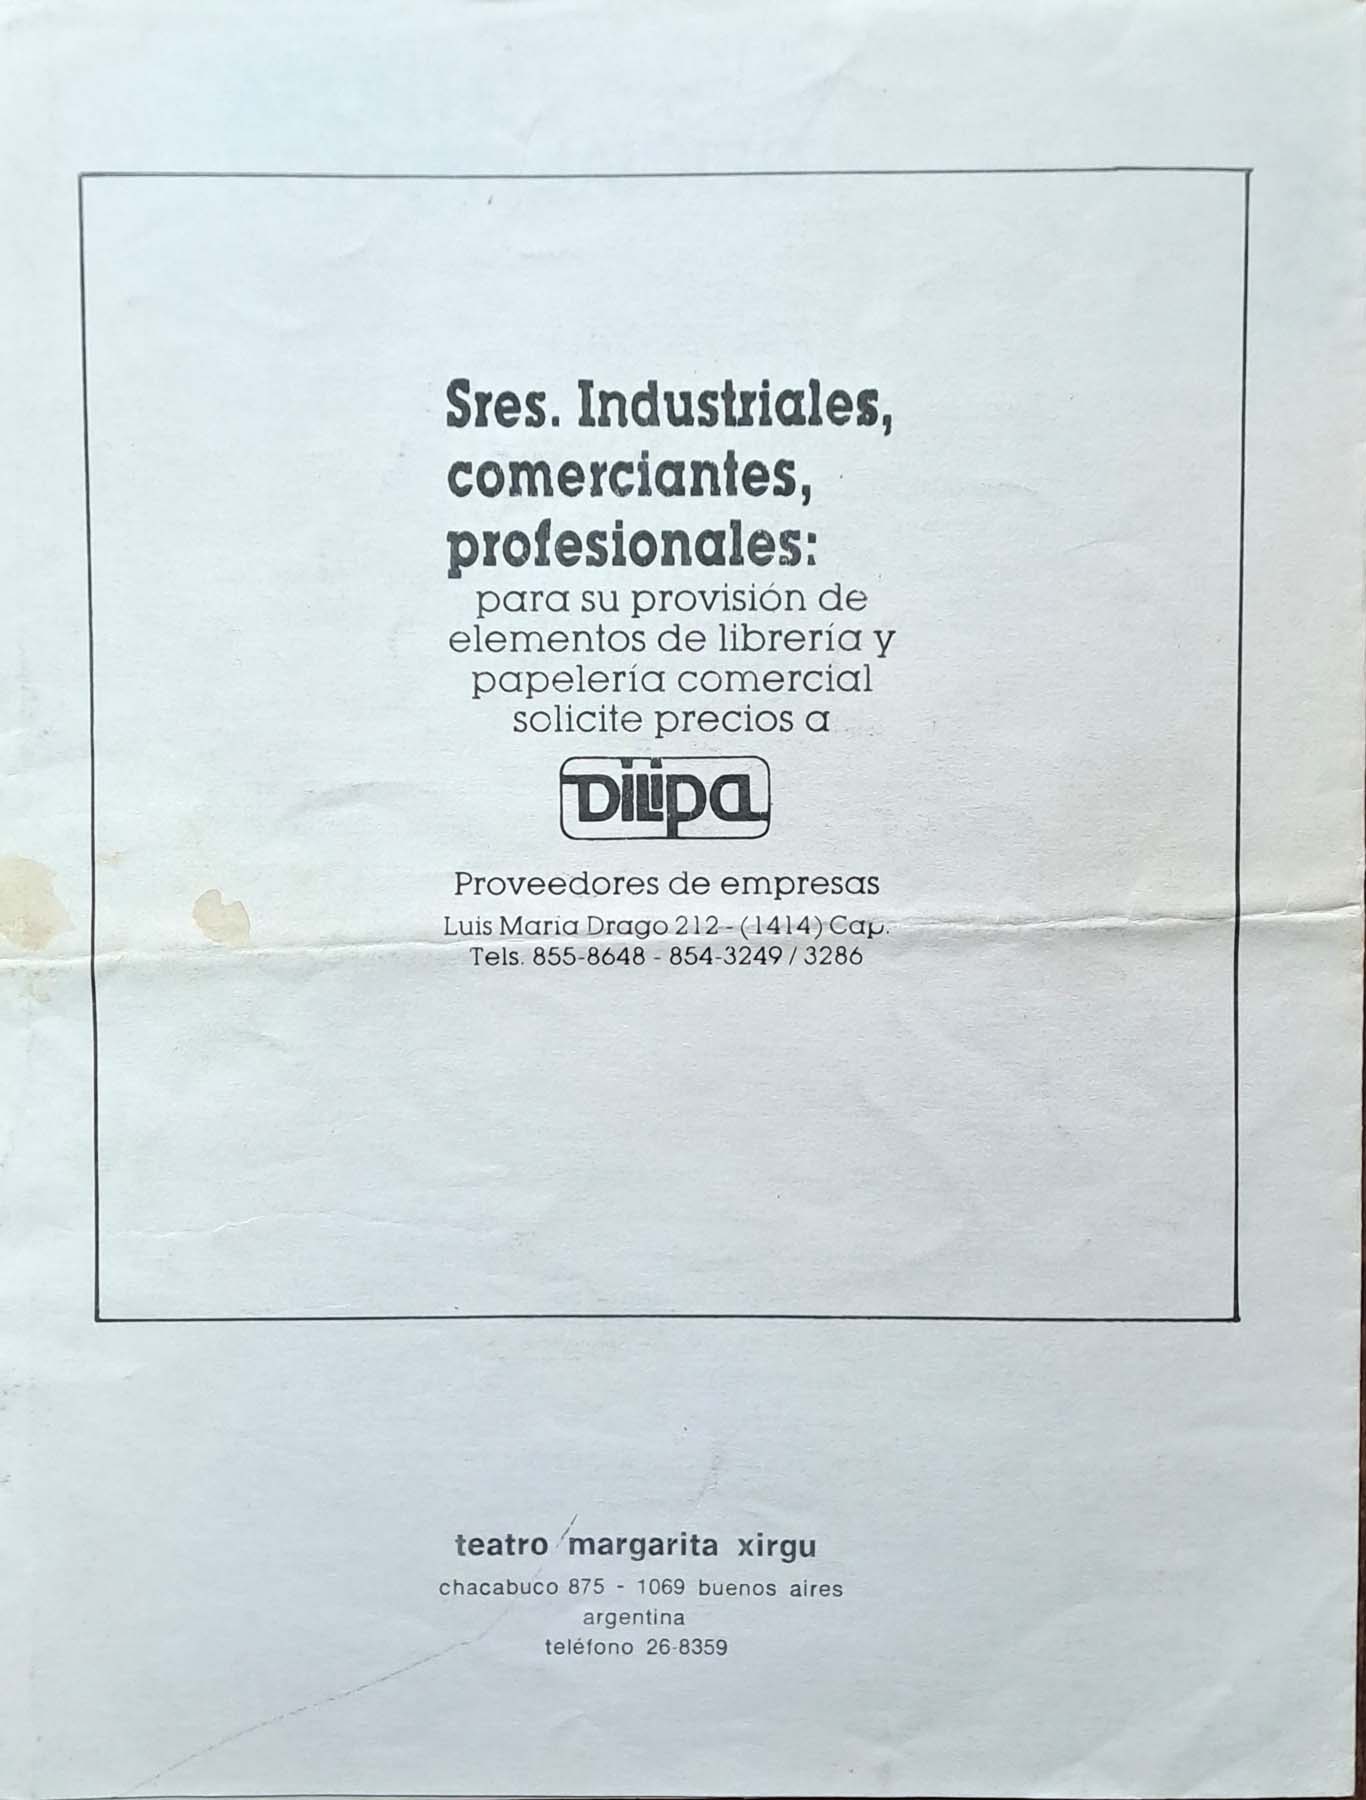 Sres. Industriales,
comerciantes,
profesionales:
para su provisión de
elementos de librería y
papelería comercial
solicite precios a
Dilipa
Proveedores de empresas
Luis María Drago 212 - (1414) Cap.
Tels. 855-8648 - 854-3249 / 3286
teatro margarita xirgu
chacabuco 875 - 1069 buenos aires
argentina
teléfono 26-8359